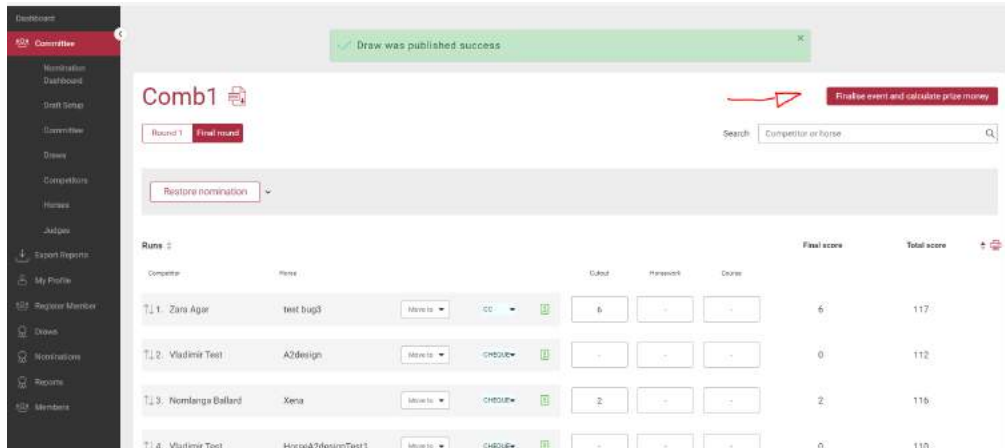 Dashboard
Committee
Nomination
Dashboard
Draft Setup
Committee
Draws
Competitors
Horses
Judges
Export Reports
My Profile
Register Member
Draws
Nominations
Reports
Members
Draw was published success
×
Comb1
Finalise event and calculate prize money
Round 1 Final round
Search Competitor or horse
Restore nomination
Runs Final score Total score
Competitor Horse Cutout Horsework Course
1. Zara Agar test bug3 Move to CC 6 - - 6 117
2. Vladimir Test A2design Move to CHEQUE - - - 0 112
3. Nomlanga Ballard Xena Move to CHEQUE 2 - - 2 116
4. Vladimir Test HorseA2designTest3 Move to CHEQUE - - - 0 110